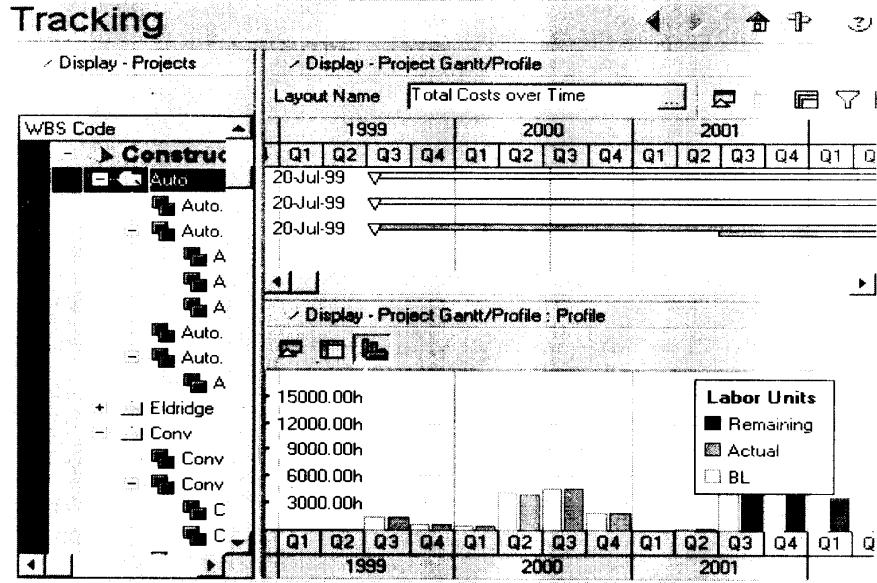 Tracking
Display - Projects
Display - Project Gantt/Profile
Layout Name Total Costs over Time ...
WBS Code
Construc
Auto
Auto.
Auto.
A
A
A
Auto.
Auto.
A
Eldridge
Conv
Conv
Conv
C
C
1999 2000 2001
Q1 Q2 Q3 Q4 Q1 Q2 Q3 Q4 Q1 Q2 Q3 Q4 Q1 Q
20-Jul-99
20-Jul-99
20-Jul-99
Display - Project Gantt/Profile : Profile
15000.00h
12000.00h
9000.00h
6000.00h
3000.00h
Labor Units
Remaining
Actual
BL
Q1 Q2 Q3 Q4 Q1 Q2 Q3 Q4 Q1 Q2 Q3 Q4 Q1 Q
1999 2000 2001